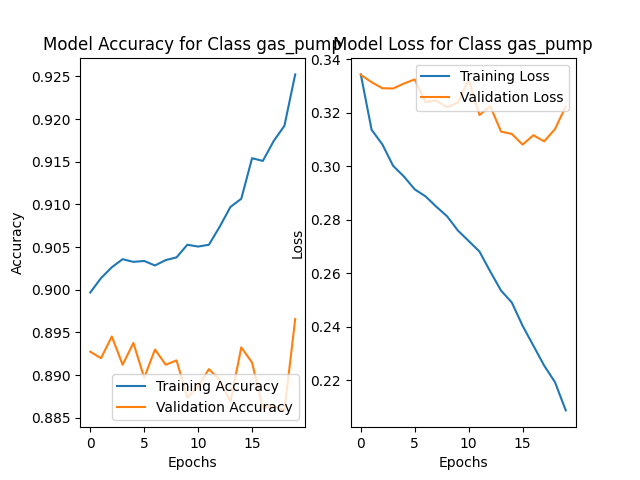 Model Accuracy for Class gas_pump
0.925
0.920
0.915
0.910
0.905
0.900
0.895
0.890
0.885
Accuracy
0
5
10
15
Epochs
Training Accuracy
Validation Accuracy
Model Loss for Class gas_pump
0.34
0.32
0.30
0.28
0.26
0.24
0.22
Loss
0
5
10
15
Epochs
Training Loss
Validation Loss